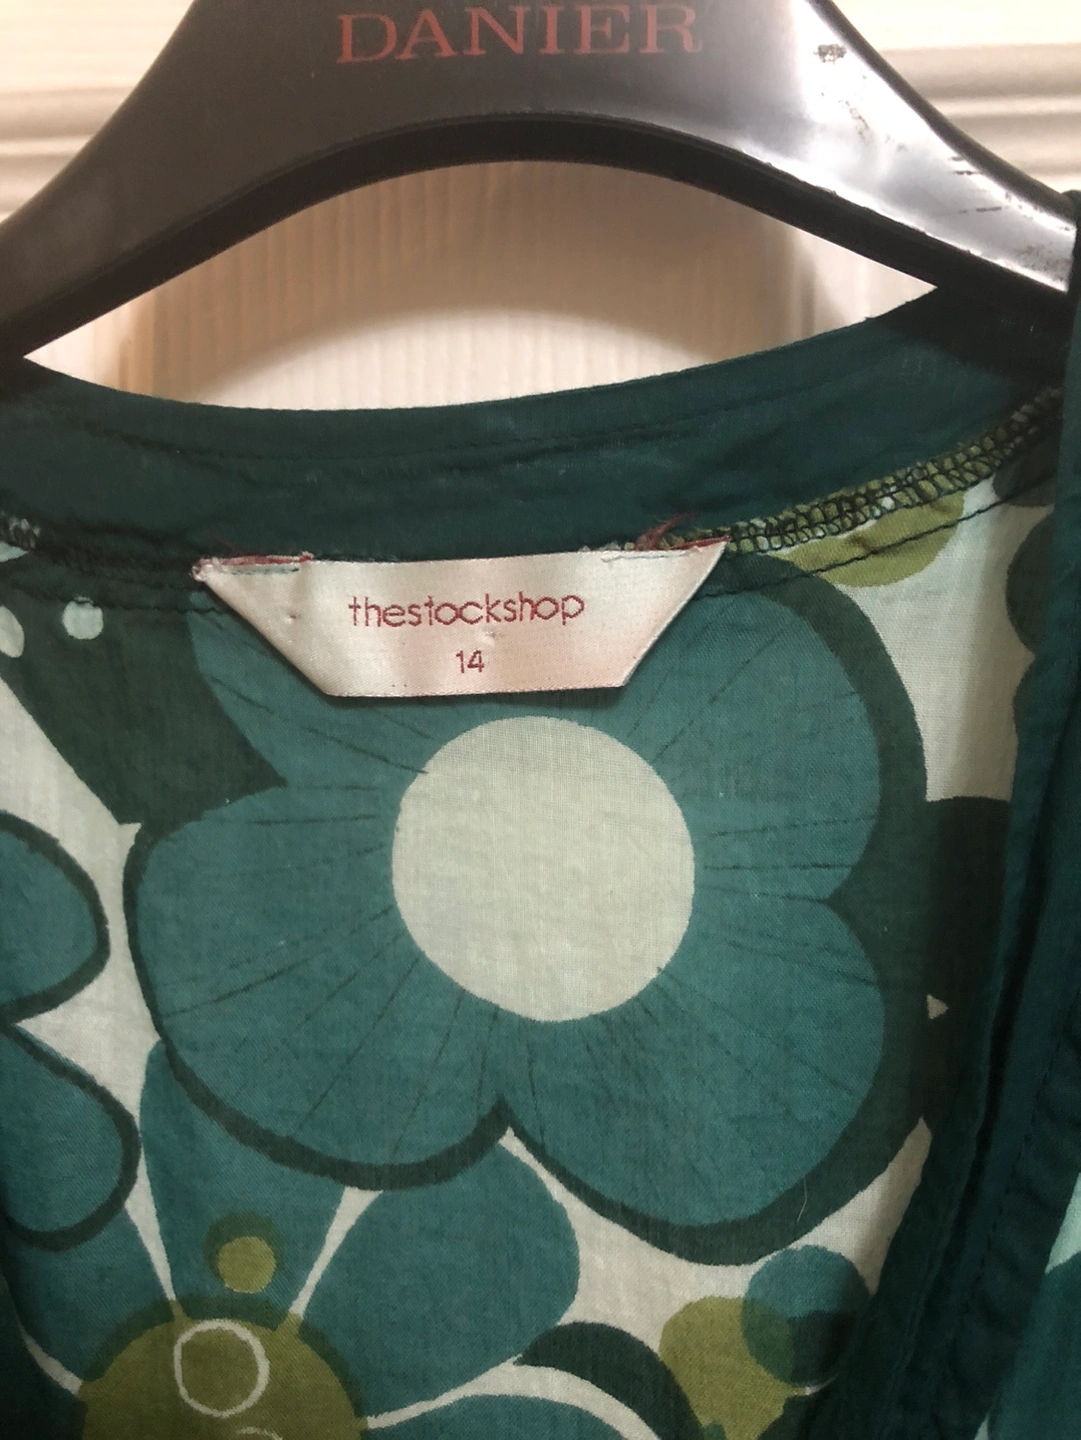 DANIER
thestockshop
14